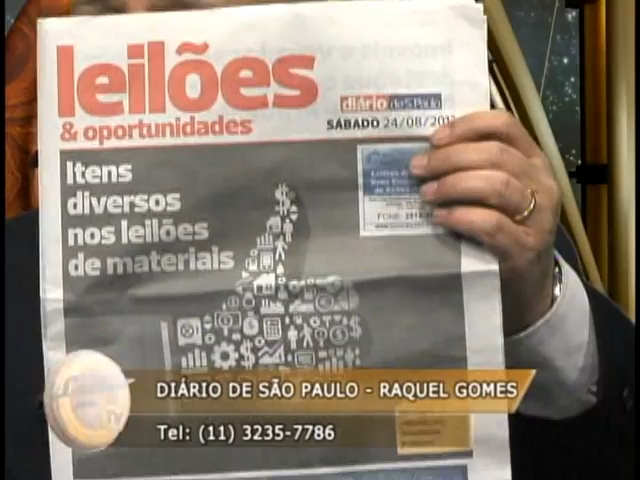 leilões
& oportunidades
diário de S.Paulo
SÁBADO 24/08/201
Itens
diversos
nos leilões
de materiais
DIÁRIO DE SÃO PAULO - RAQUEL GOMES
Tel: (11) 3235-7786
TV